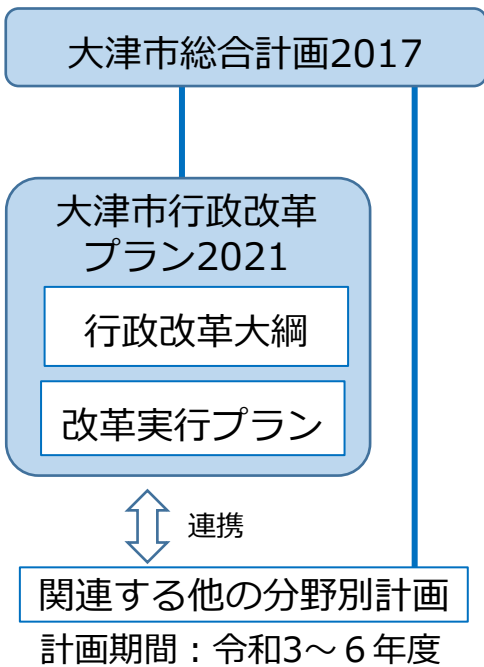 大津市総合計画2017
大津市行政改革
プラン2021
行政改革大綱
改革実行プラン
連携
関連する他の分野別計画
計画期間：令和3～６年度